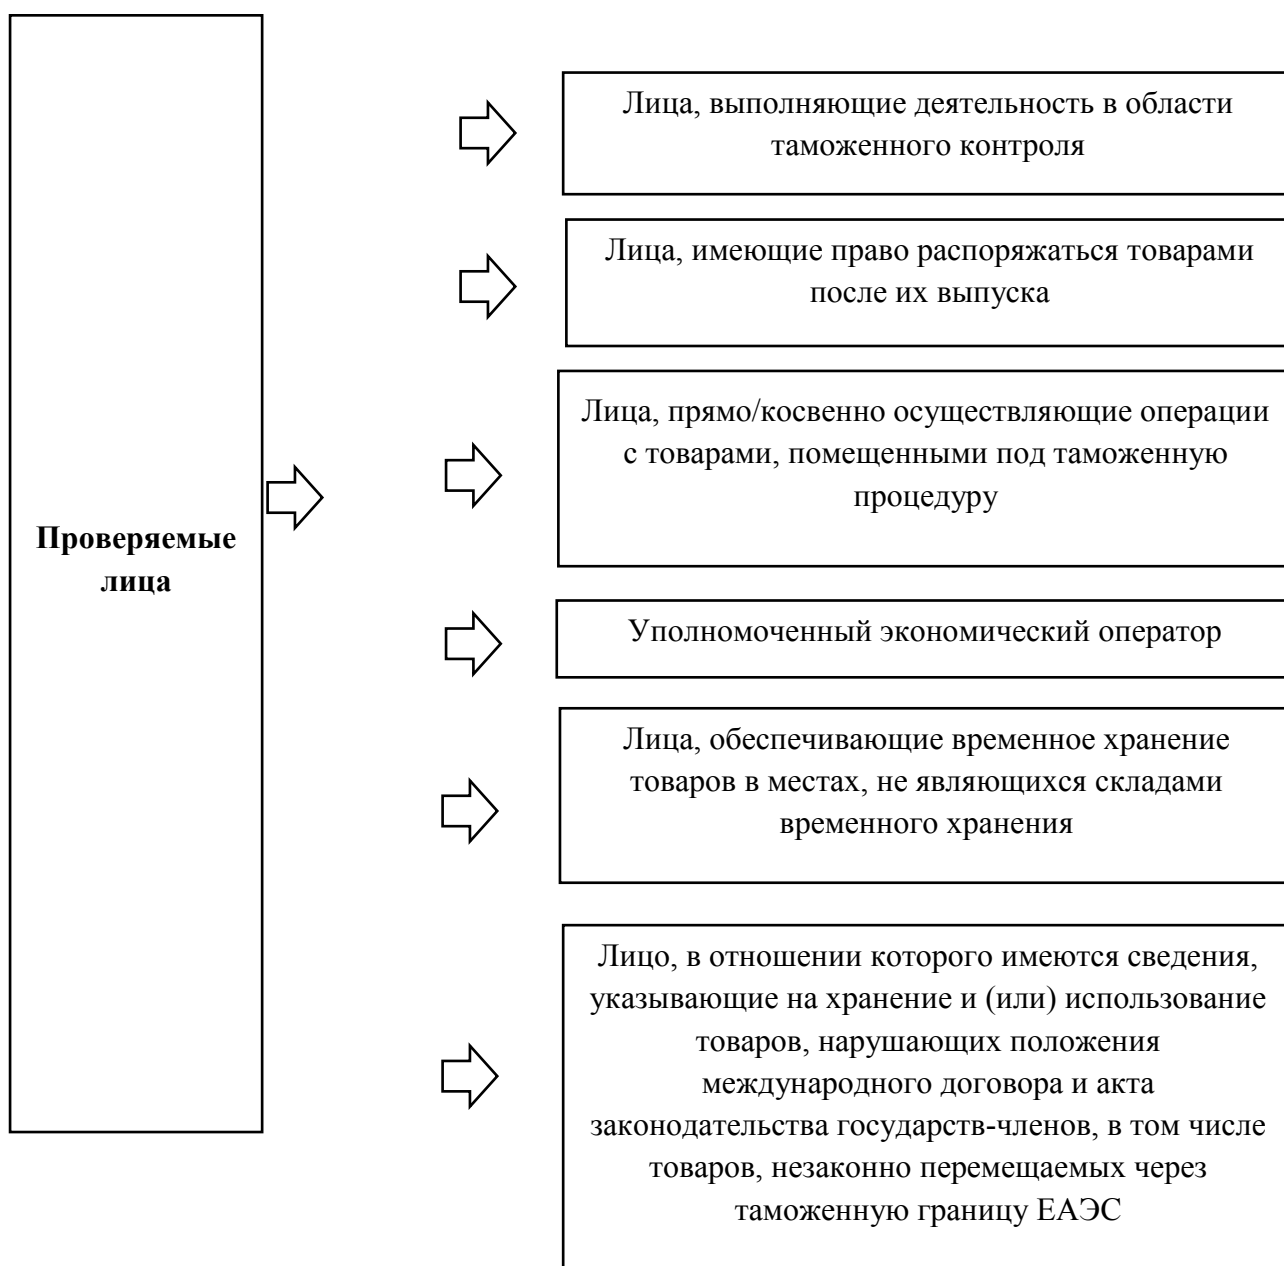 Проверяемые
лица
Лица, выполняющие деятельность в области
таможенного контроля
Лица, имеющие право распоряжаться товарами
после их выпуска
Лица, прямо/косвенно осуществляющие операции
с товарами, помещенными под таможенную
процедуру
Уполномоченный экономический оператор
Лица, обеспечивающие временное хранение
товаров в местах, не являющихся складами
временного хранения
Лицо, в отношении которого имеются сведения,
указывающие на хранение и (или) использование
товаров, нарушающих положения
международного договора и акта
законодательства государств-членов, в том числе
товаров, незаконно перемещаемых через
таможенную границу ЕАЭС